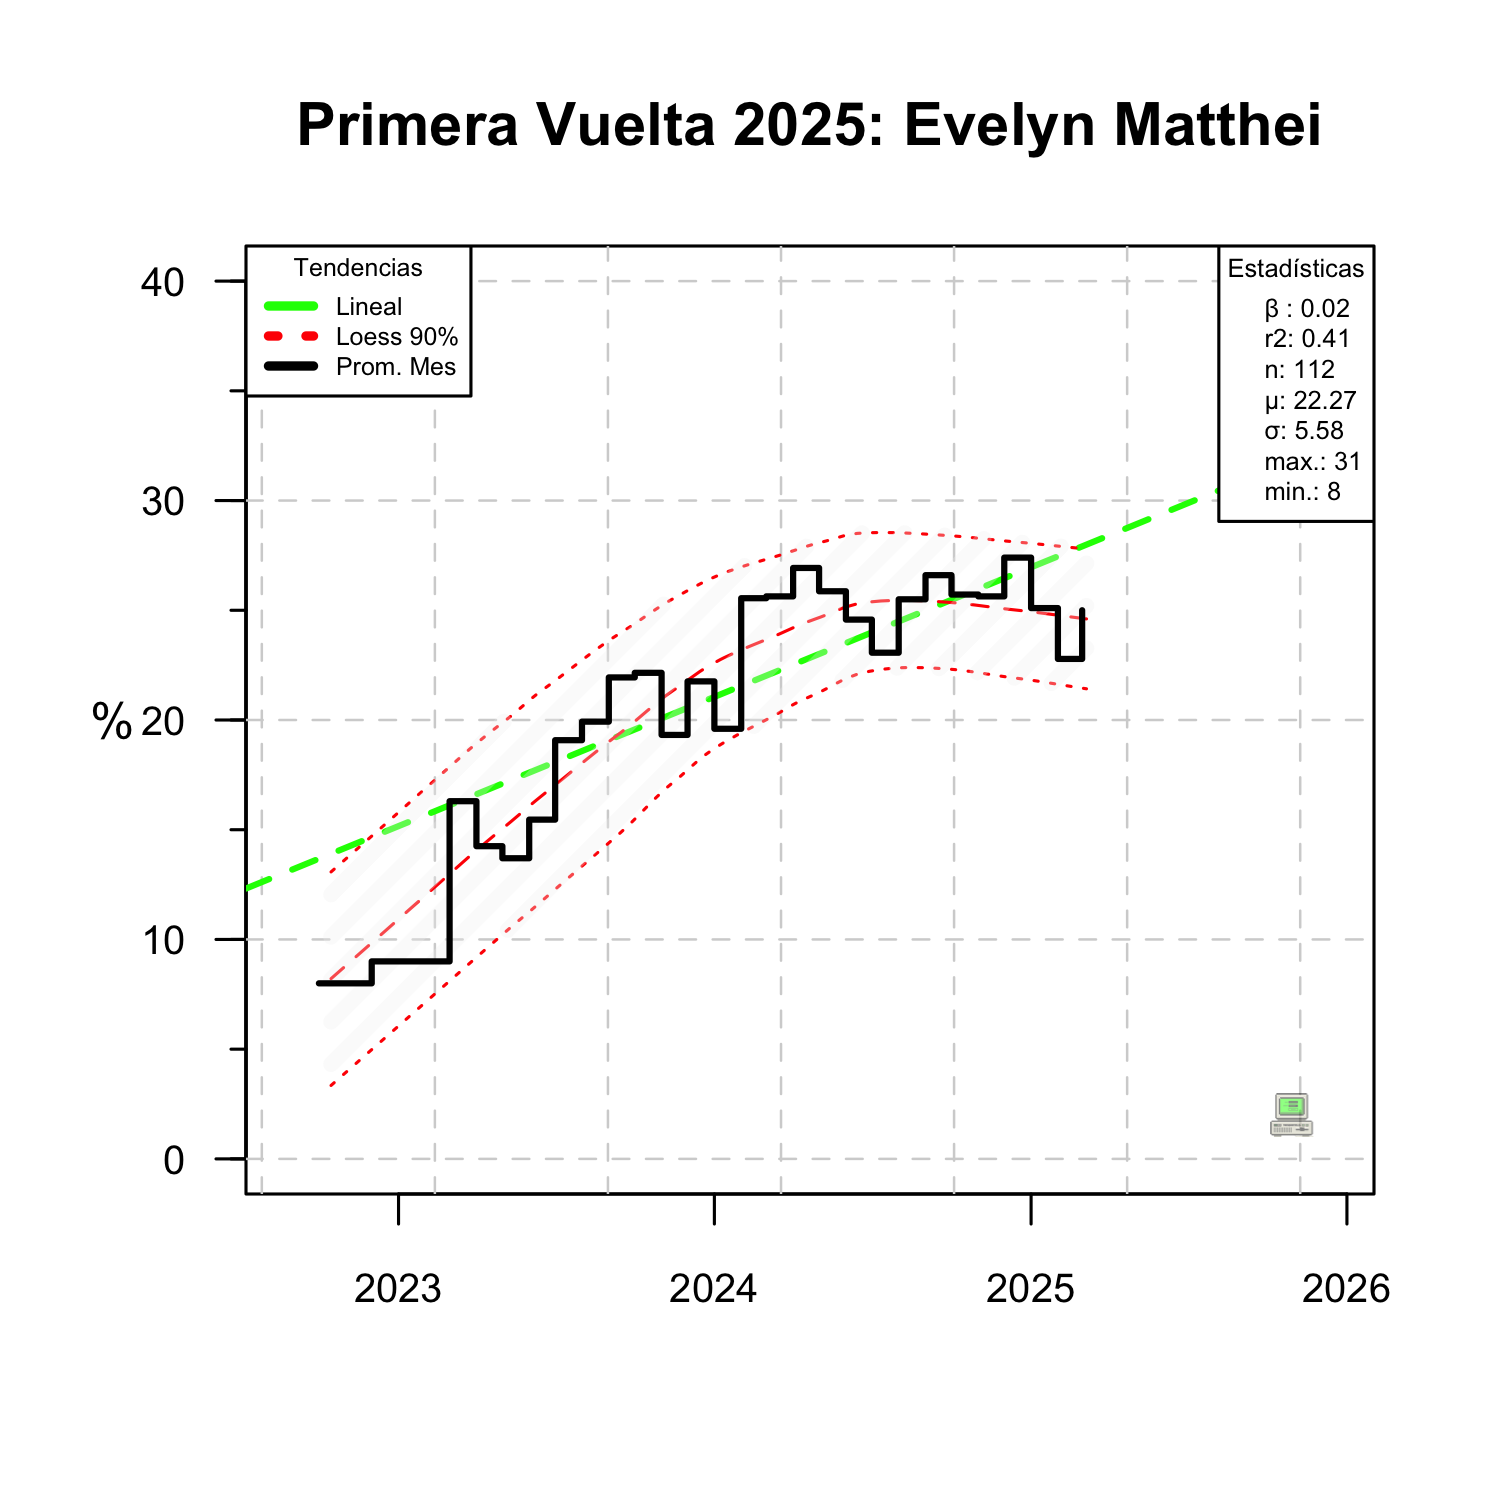 Primera Vuelta 2025: Evelyn Matthei
Tendencias
Lineal
Loess 90%
Prom. Mes
Estadísticas
β : 0.02
r2: 0.41
n: 112
μ: 22.27
σ: 5.58
max.: 31
min.: 8
40
30
% 20
10
0
2023 2024 2025 2026